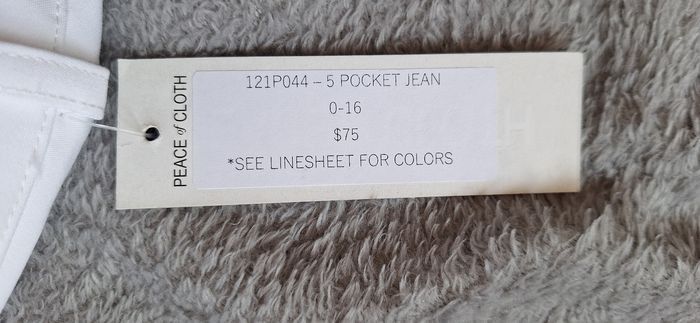 PEACE of CLOTH
121P044 – 5 POCKET JEAN
0-16
$75
*SEE LINESHEET FOR COLORS